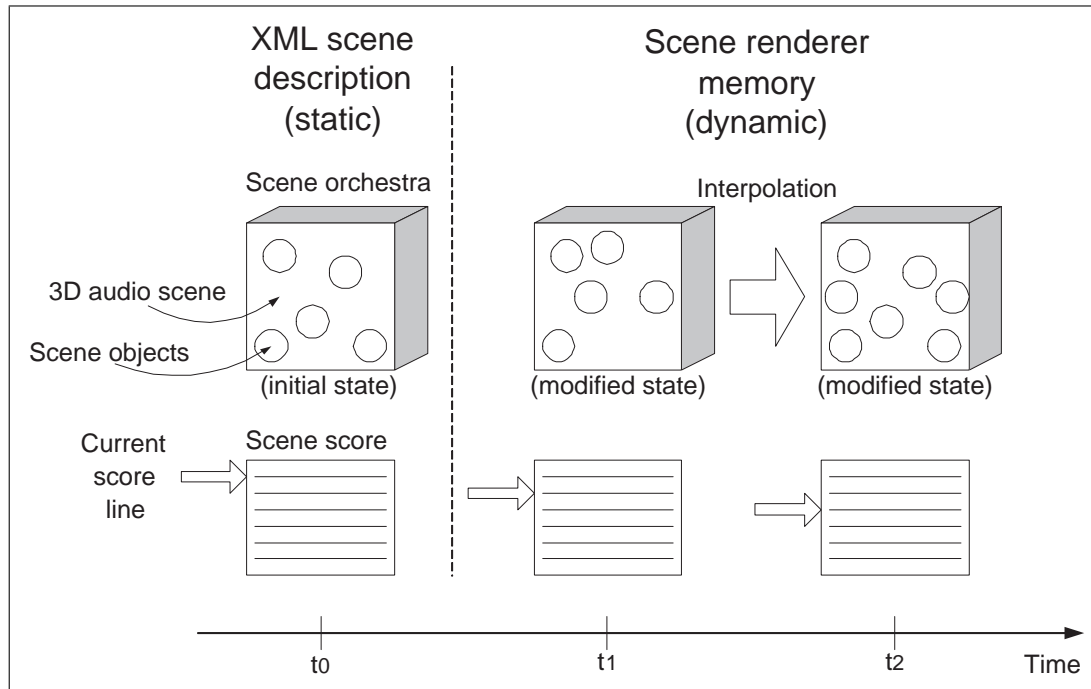 XML scene
description
(static)
Scene renderer
memory
(dynamic)
Scene orchestra
Interpolation
3D audio scene
Scene objects
(initial state)
(modified state)
(modified state)
Current
score
line
Scene score
t0
t1
t2
Time